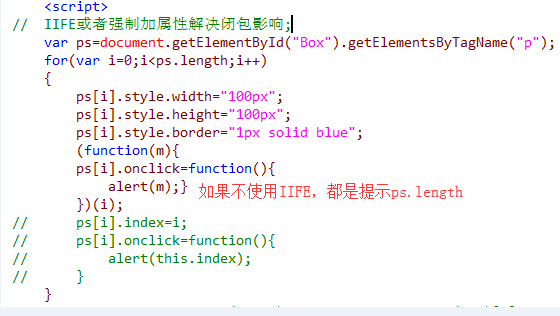 <script>
// IIFE或者强制加属性解决闭包影响;
var ps=document.getElementById("Box").getElementsByTagName("p");
for(var i=0;i<ps.length;i++)
{
ps[i].style.width="100px";
ps[i].style.height="100px";
ps[i].style.border="1px solid blue";
(function(m){
ps[i].onclick=function(){
alert(m);} 如果不使用IIFE，都是提示ps.length
})(i);
// ps[i].index=i;
// ps[i].onclick=function(){
// alert(this.index);
// }
}